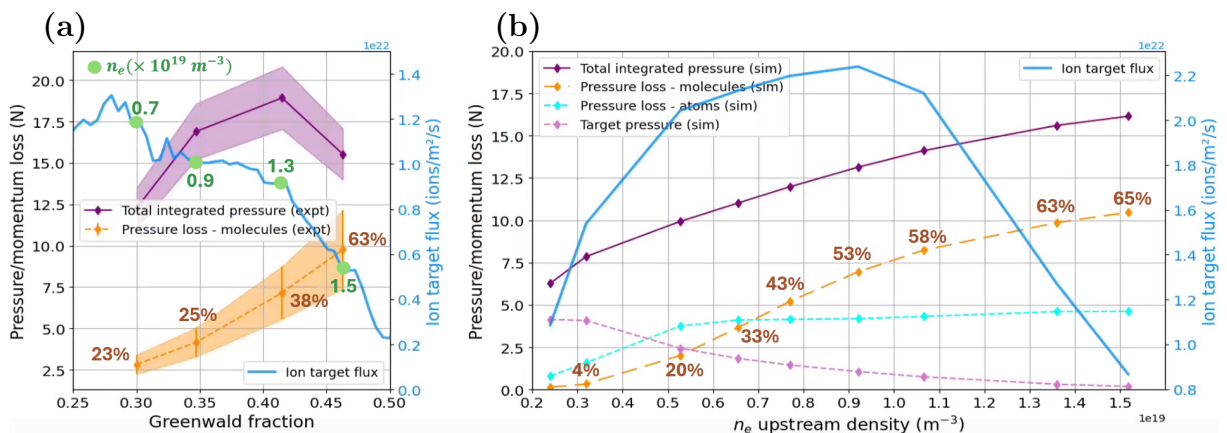 (a)
1e22
n_e(× 10^19 m^−3)
0.7
0.9
1.3
1.5
Total integrated pressure (expt)
Pressure loss - molecules (expt)
23%
25%
38%
63%
Ion target flux
Pressure/momentum loss (N)
20.0
17.5
15.0
12.5
10.0
7.5
5.0
2.5
1.4
1.2
1.0
0.8
0.6
0.4
0.2
0.0
Ion target flux (ions/m²/s)
0.25 0.30 0.35 0.40 0.45 0.50
Greenwald fraction
(b)
1e22
Total integrated pressure (sim)
Pressure loss - molecules (sim)
Pressure loss - atoms (sim)
Target pressure (sim)
Ion target flux
4%
20%
33%
43%
53%
58%
63%
65%
Pressure/momentum loss (N)
20.0
17.5
15.0
12.5
10.0
7.5
5.0
2.5
0.0
2.2
2.0
1.8
1.6
1.4
1.2
1.0
0.8
Ion target flux (ions/m²/s)
0.2 0.3 0.4 0.5 0.6 0.7 0.8 0.9 1.0 1.1 1.2 1.3 1.4 1.5 1.6
1e19
n_e upstream density (m^−3)